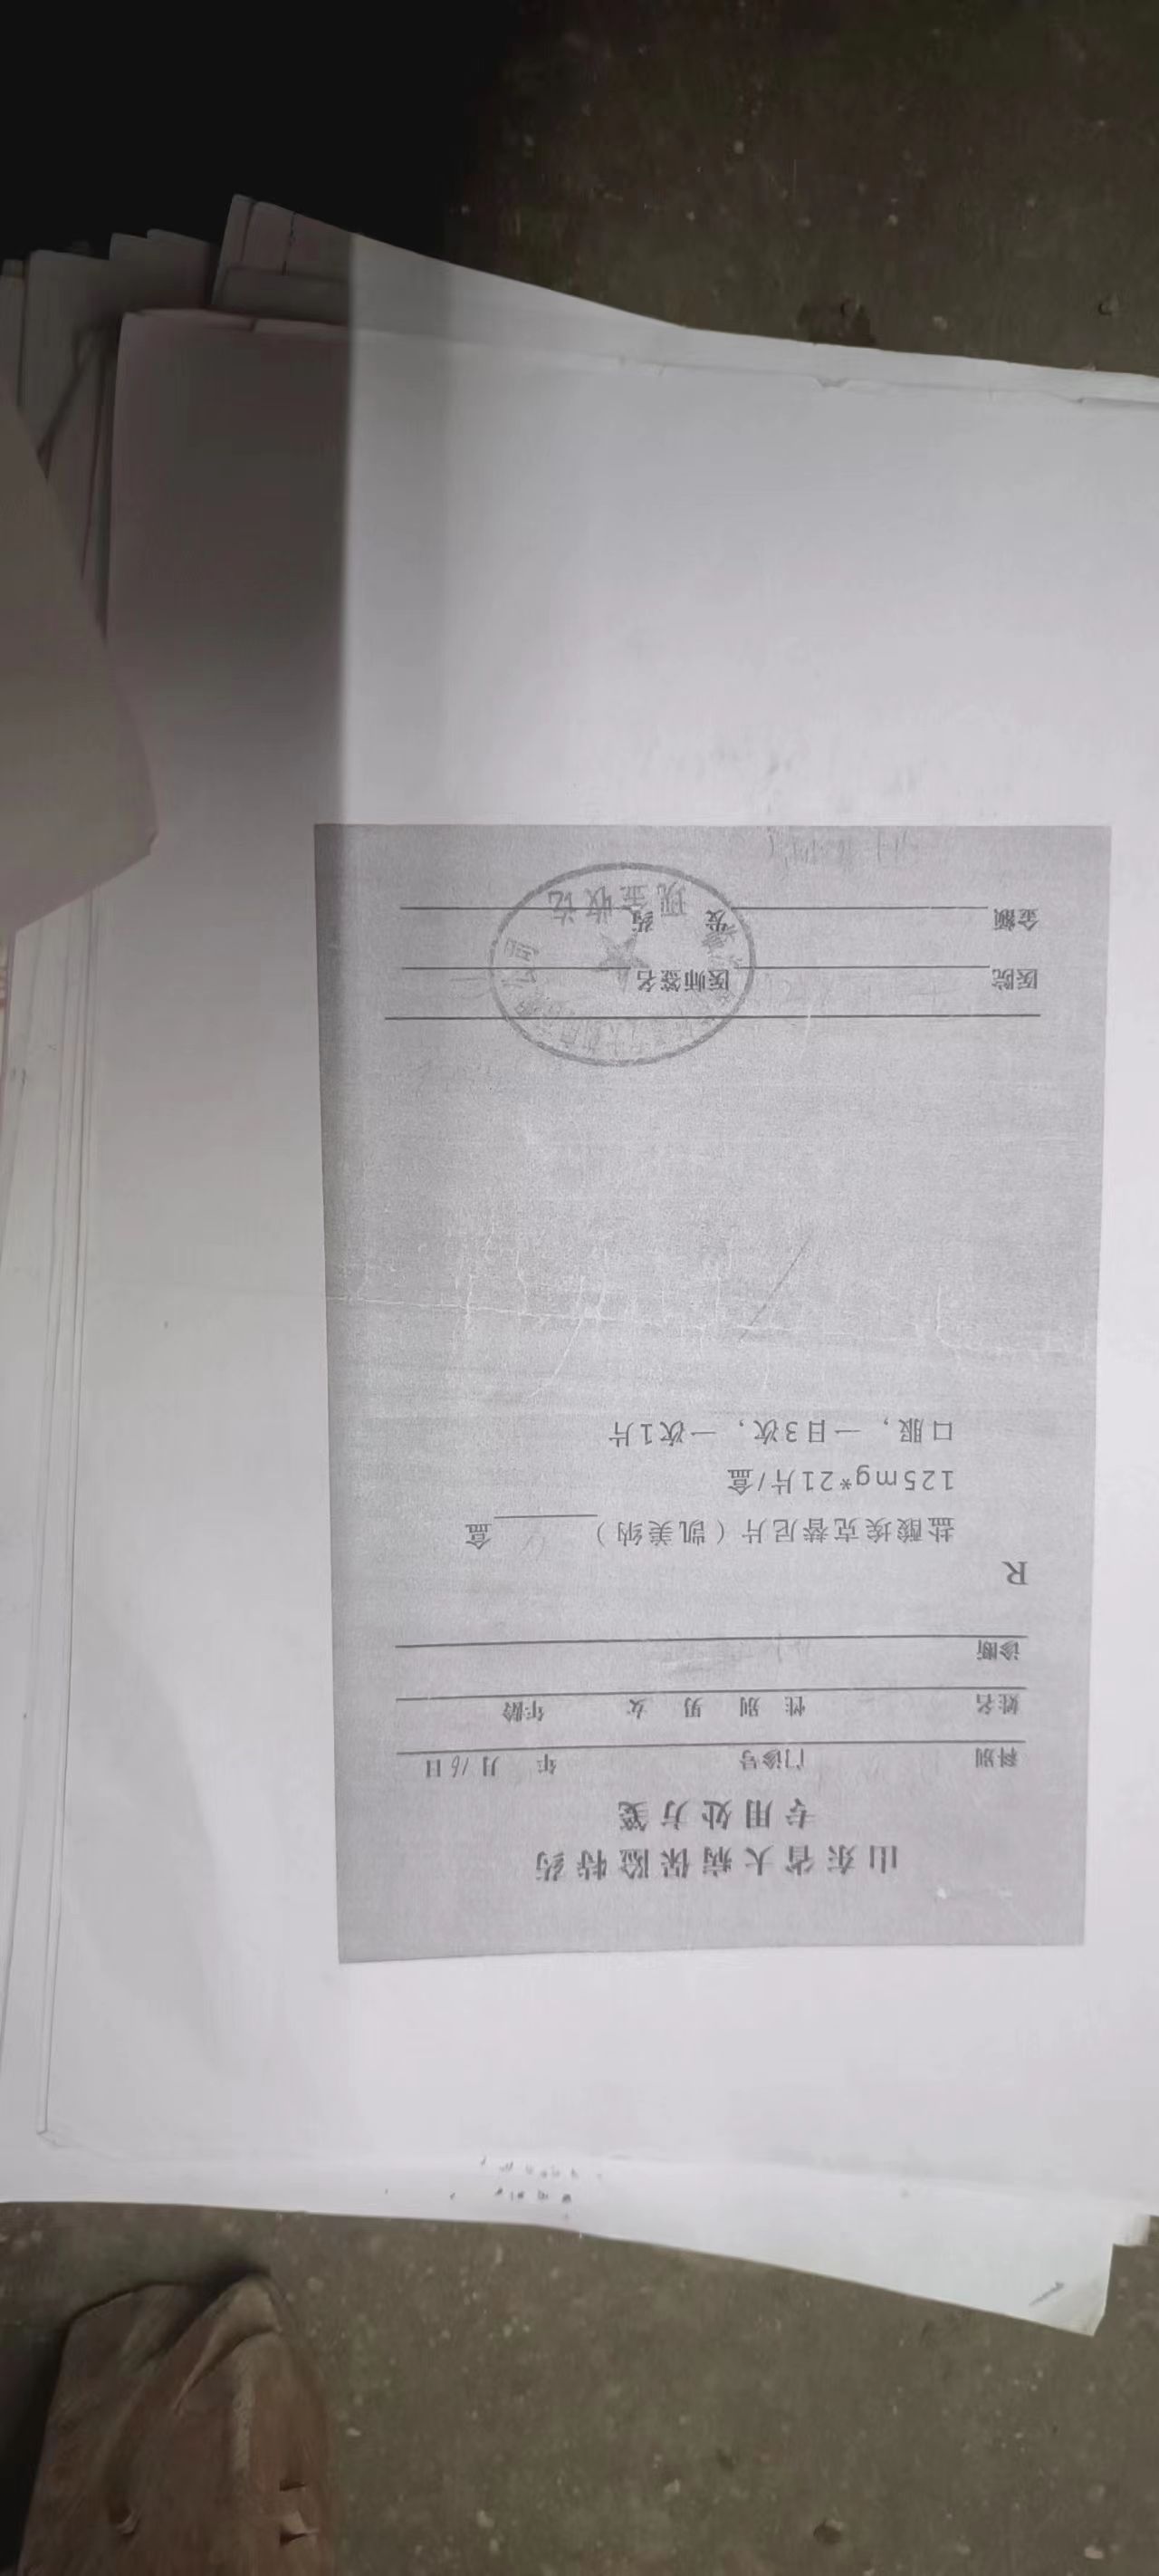 山东省大病保险特药
专用处方笺
科别 门诊号 年 月16日
姓名 性别 男 女 年龄
诊断
R
盐酸埃克替尼片（凯美纳） 盒
125mg*21片/盒
口服，一日3次，一次1片
医院 医师签名
金额 发 药
现金收讫